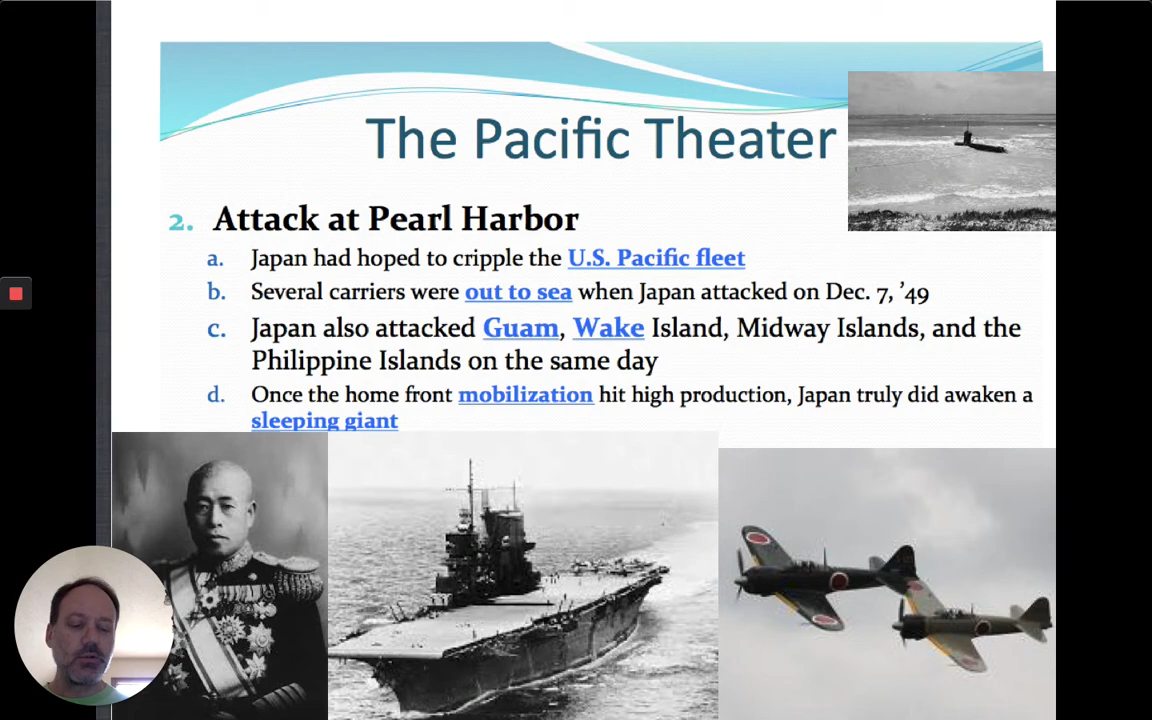 The Pacific Theater
2. Attack at Pearl Harbor
a. Japan had hoped to cripple the U.S. Pacific fleet
b. Several carriers were out to sea when Japan attacked on Dec. 7, ’49
c. Japan also attacked Guam, Wake Island, Midway Islands, and the
Philippine Islands on the same day
d. Once the home front mobilization hit high production, Japan truly did awaken a
sleeping giant